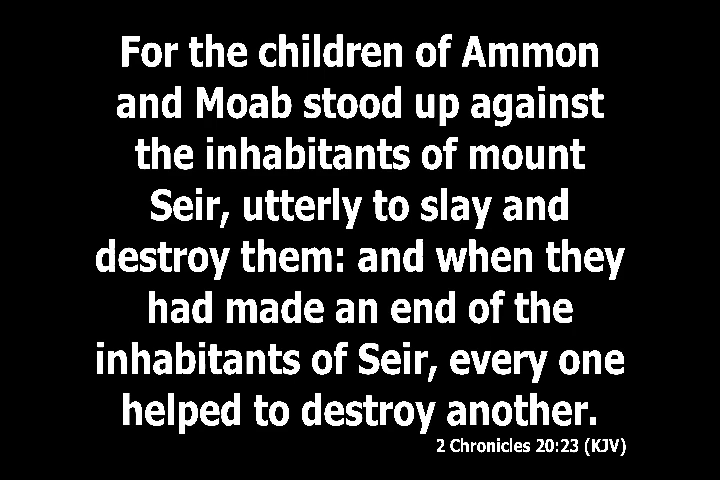 For the children of Ammon
and Moab stood up against
the inhabitants of mount
Seir, utterly to slay and
destroy them: and when they
had made an end of the
inhabitants of Seir, every one
helped to destroy another.
2 Chronicles 20:23 (KJV)